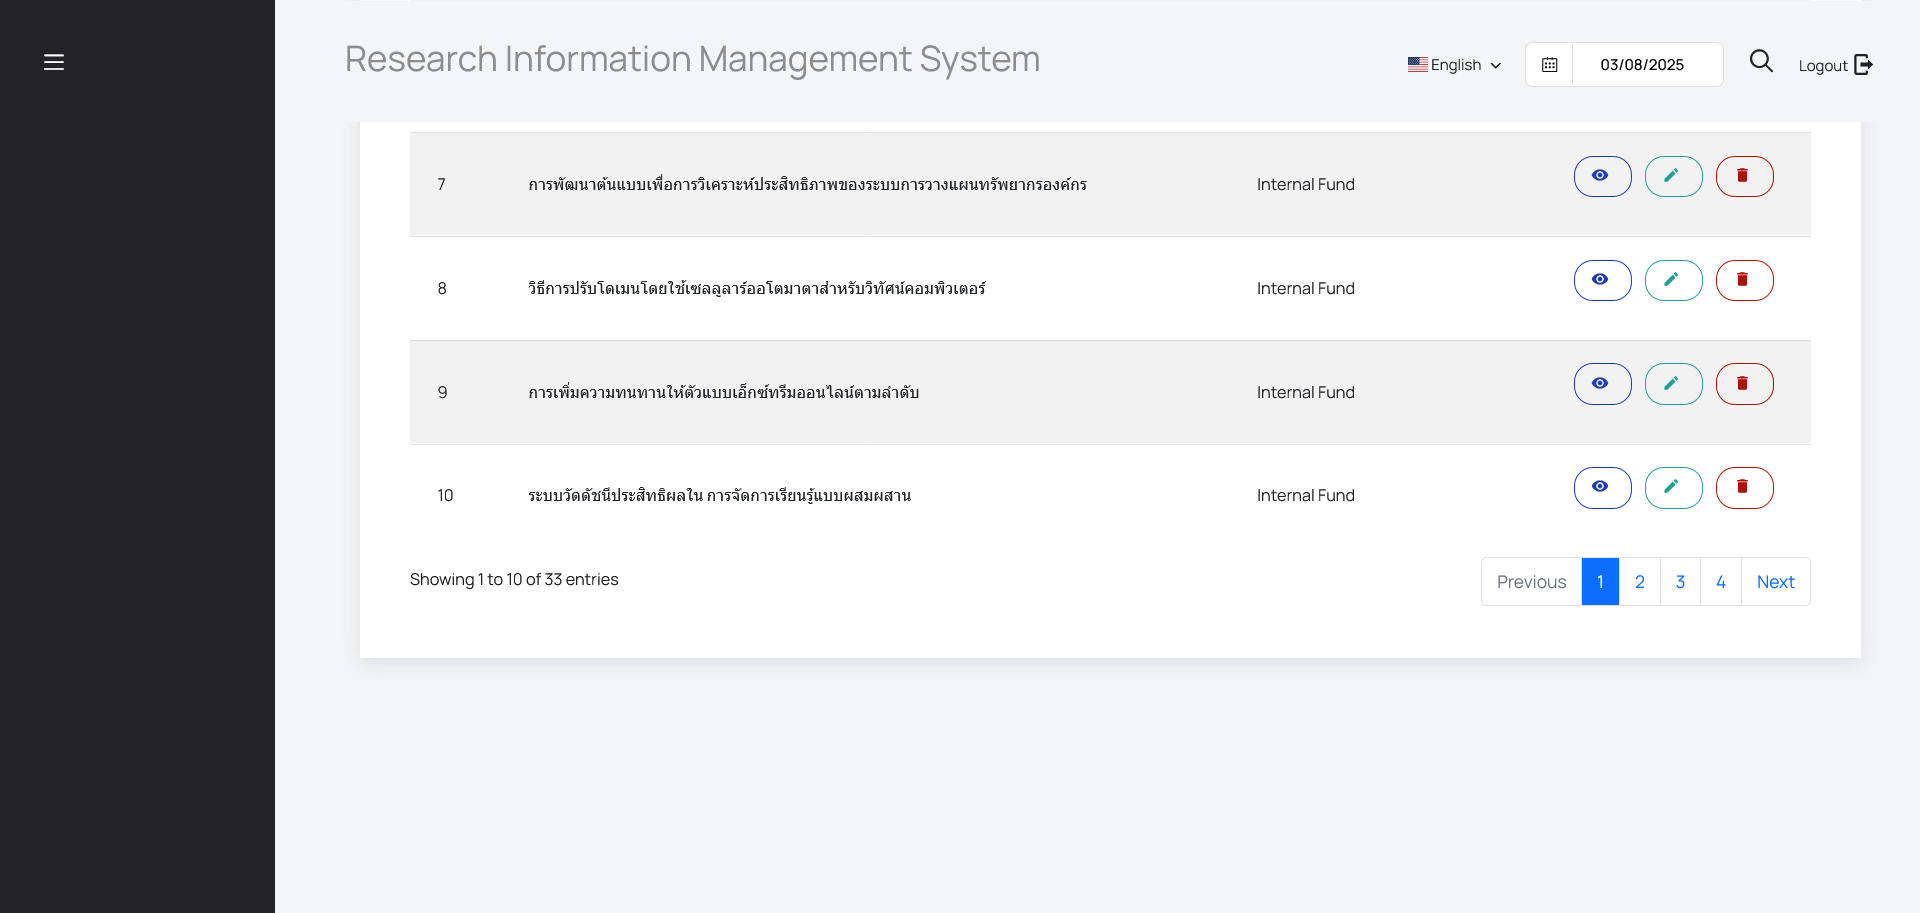 Research Information Management System
English
03/08/2025
Logout
7 การพัฒนาต้นแบบเพื่อการวิเคราะห์ประสิทธิภาพของระบบการวางแผนทรัพยากรองค์กร Internal Fund
8 วิธีการปรับโดเมนโดยใช้เซลลูลาร์ออโตมาตาสำหรับวิทัศน์คอมพิวเตอร์ Internal Fund
9 การเพิ่มความทนทานให้ตัวแบบเอ็กซ์ทรีมออนไลน์ตามลำดับ Internal Fund
10 ระบบวัดดัชนีประสิทธิผลใน การจัดการเรียนรู้แบบผสมผสาน Internal Fund
Showing 1 to 10 of 33 entries
Previous 1 2 3 4 Next